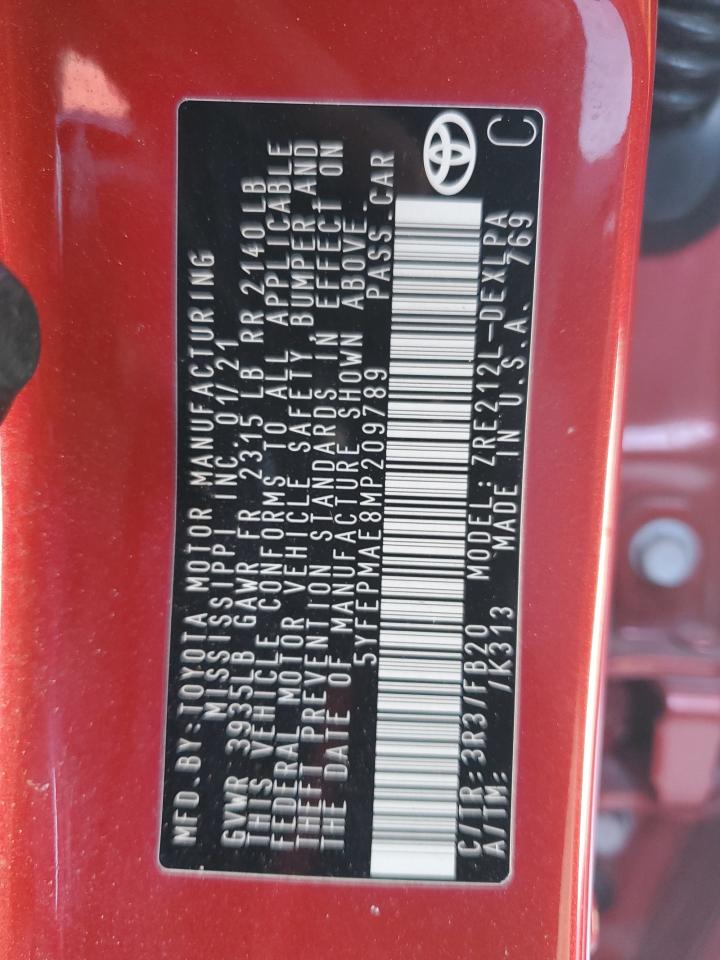 MFD.BY:TOYOTA MOTOR MANUFACTURING
MISSISSIPPI INC. 01/21
GVWR 3935LB GAWR FR 2315 LB RR 2140LB
THIS VEHICLE CONFORMS TO ALL APPLICABLE
FEDERAL MOTOR VEHICLE SAFETY, BUMPER AND
THEFT PREVENTION STANDARDS IN EFFECT ON
THE DATE OF MANUFACTURE SHOWN ABOVE.
5YFEPMAE8MP209789 PASS.CAR
C/TR:3R3/FB20 MODEL:ZRE212L-DEXLPA
A/TM: /K313 MADE IN U.S.A. 769
C